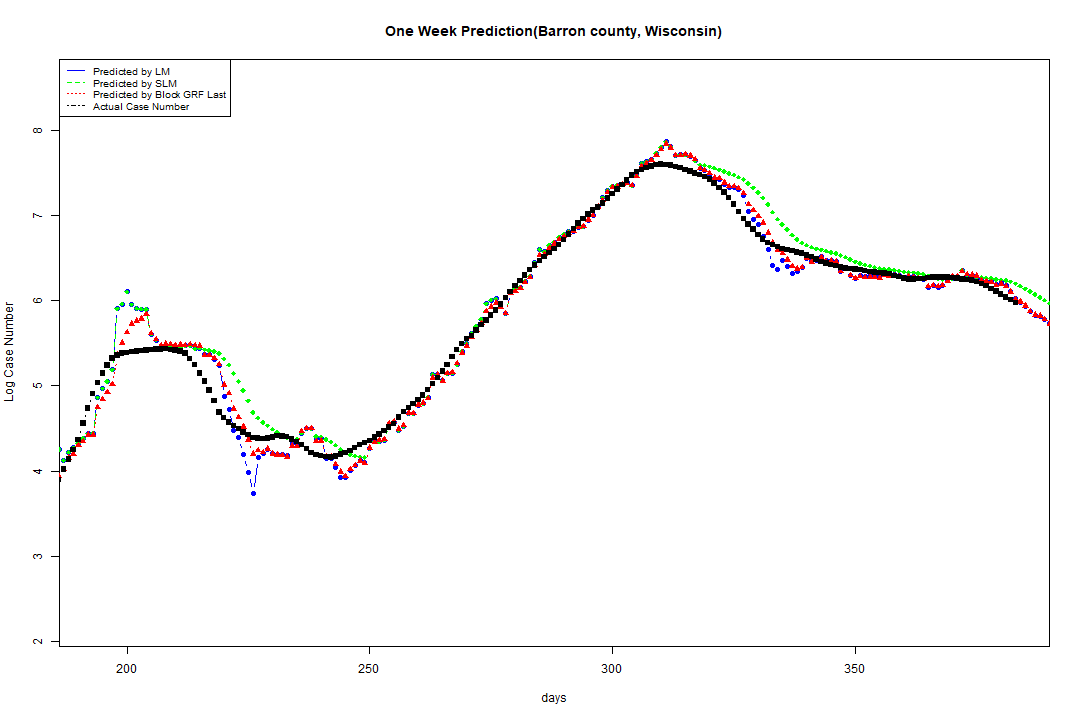 One Week Prediction(Barron county, Wisconsin)
Predicted by LM
Predicted by SLM
Predicted by Block GRF Last
Actual Case Number
8
7
6
5
4
3
2
Log Case Number
200 250 300 350
days